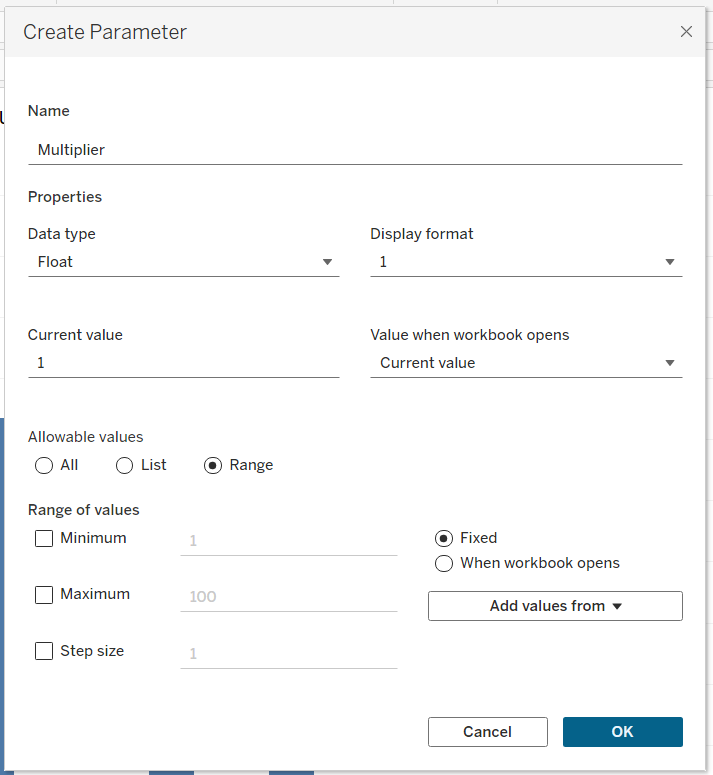 Create Parameter
Name
Multiplier
Properties
Data type Display format
Float 1
Current value Value when workbook opens
1 Current value
Allowable values
All List Range
Range of values
Minimum 1 Fixed
When workbook opens
Maximum 100 Add values from
Step size 1
Cancel OK